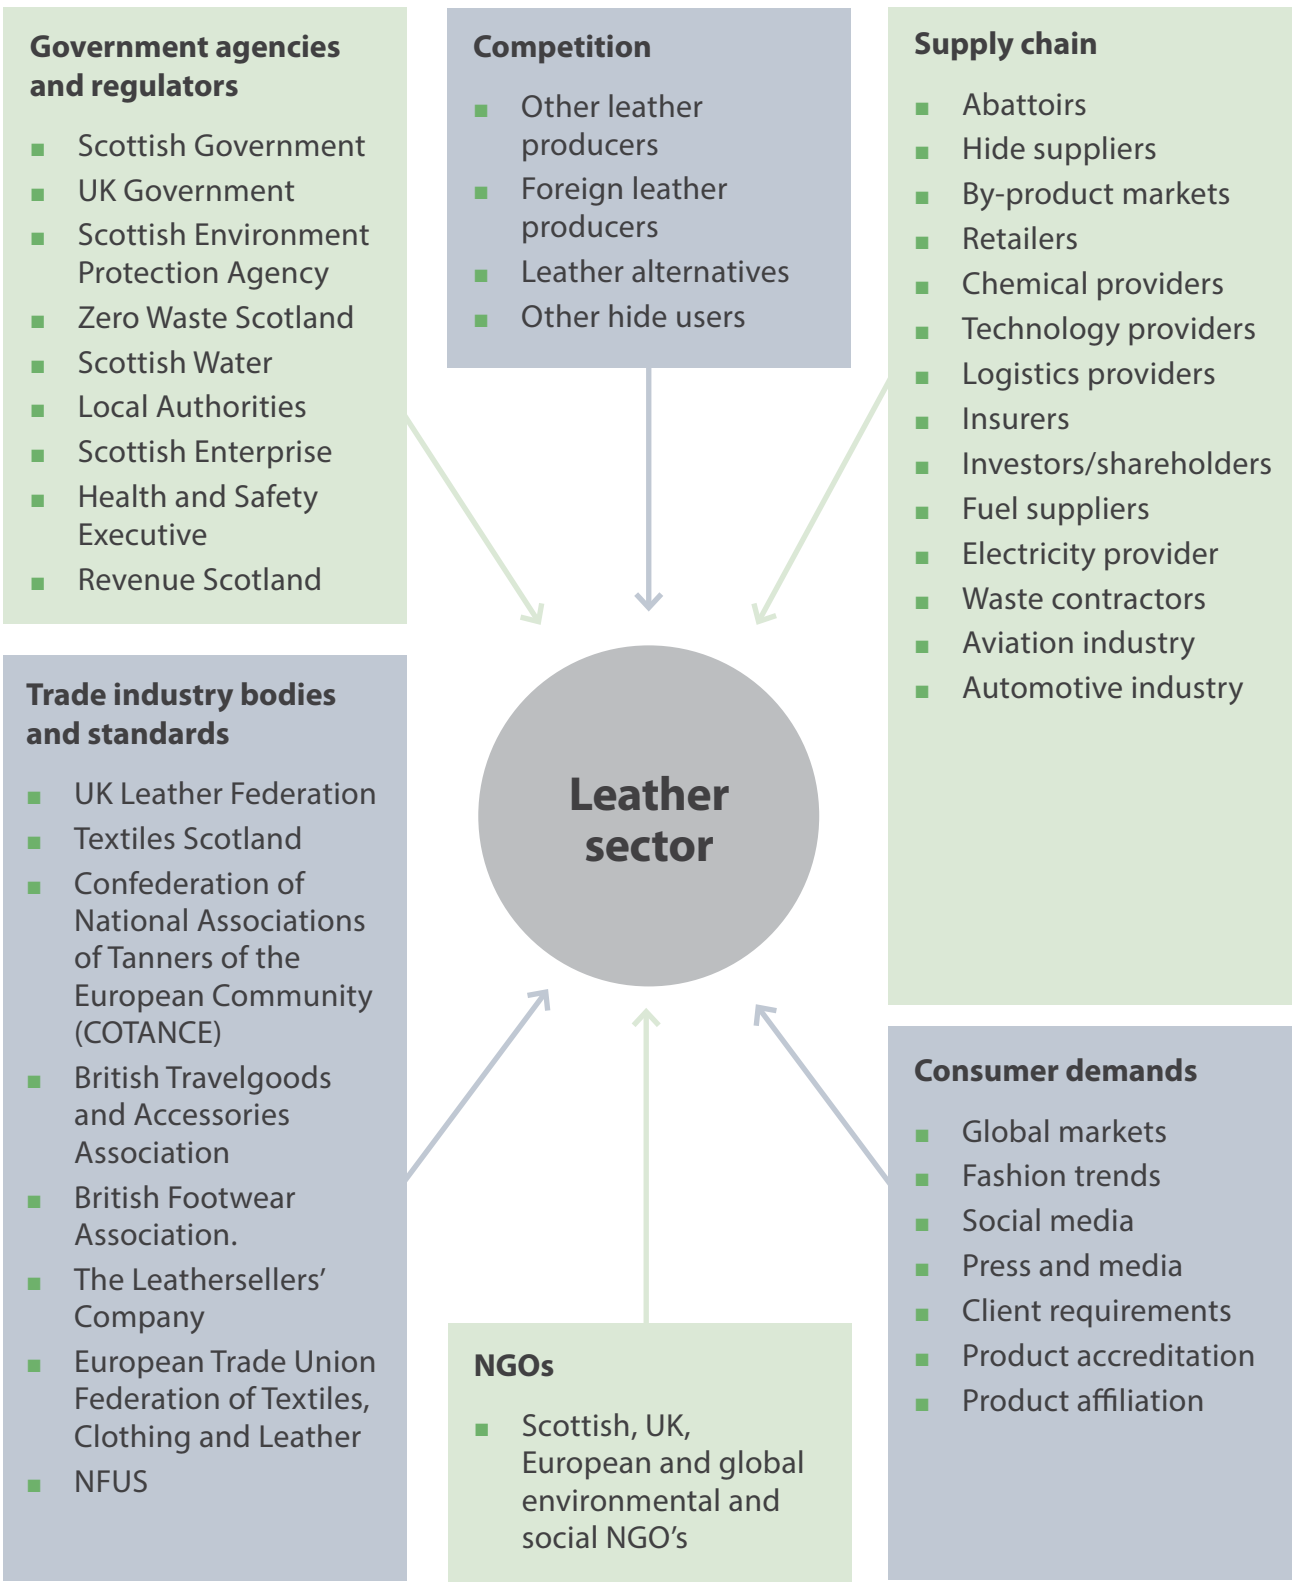 Government agencies
and regulators
■ Scottish Government
■ UK Government
■ Scottish Environment
Protection Agency
■ Zero Waste Scotland
■ Scottish Water
■ Local Authorities
■ Scottish Enterprise
■ Health and Safety
Executive
■ Revenue Scotland
Competition
■ Other leather
producers
■ Foreign leather
producers
■ Leather alternatives
■ Other hide users
Supply chain
■ Abattoirs
■ Hide suppliers
■ By-product markets
■ Retailers
■ Chemical providers
■ Technology providers
■ Logistics providers
■ Insurers
■ Investors/shareholders
■ Fuel suppliers
■ Electricity provider
■ Waste contractors
■ Aviation industry
■ Automotive industry
Leather
sector
Trade industry bodies
and standards
■ UK Leather Federation
■ Textiles Scotland
■ Confederation of
National Associations
of Tanners of the
European Community
(COTANCE)
■ British Travelgoods
and Accessories
Association
■ British Footwear
Association.
■ The Leathersellers’
Company
■ European Trade Union
Federation of Textiles,
Clothing and Leather
■ NFUS
NGOs
■ Scottish, UK,
European and global
environmental and
social NGO’s
Consumer demands
■ Global markets
■ Fashion trends
■ Social media
■ Press and media
■ Client requirements
■ Product accreditation
■ Product affiliation